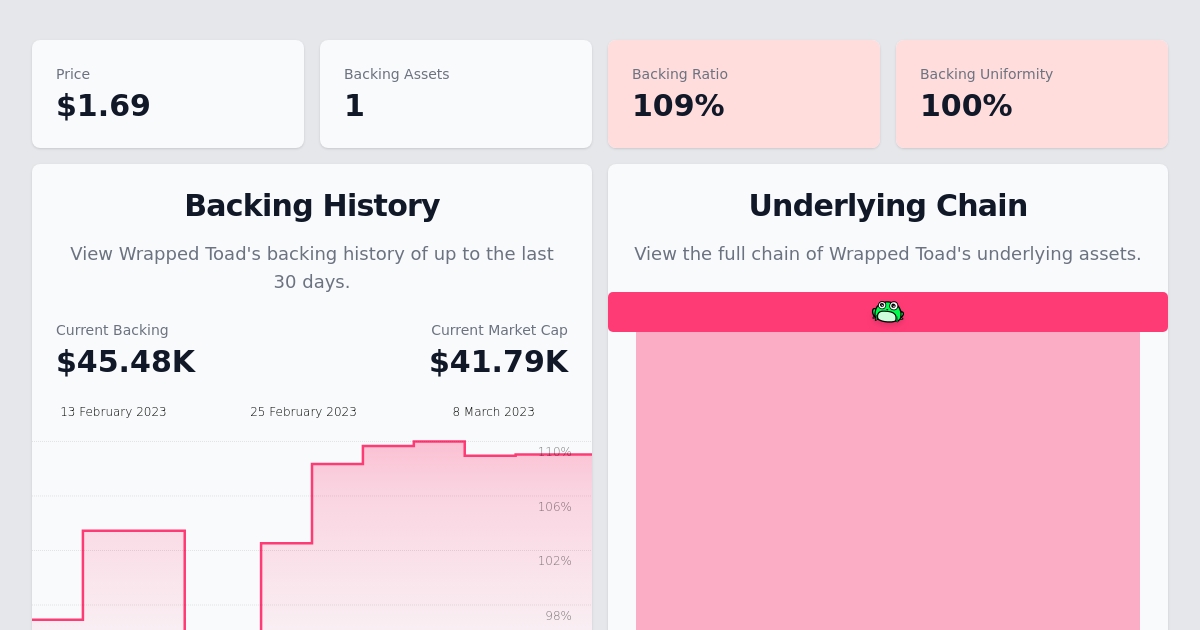 Price
$1.69
Backing Assets
1
Backing Ratio
109%
Backing Uniformity
100%
Backing History
View Wrapped Toad's backing history of up to the last
30 days.
Current Backing
$45.48K
Current Market Cap
$41.79K
13 February 2023
25 February 2023
8 March 2023
110%
106%
102%
98%
Underlying Chain
View the full chain of Wrapped Toad's underlying assets.